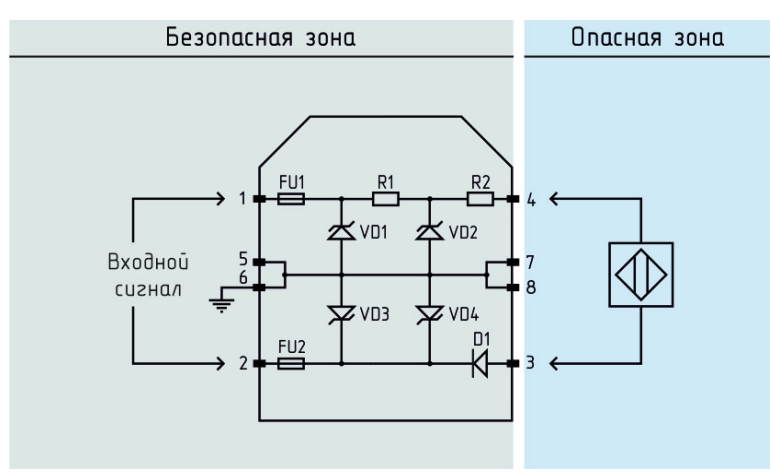 Безопасная зона
Опасная зона
FU1
R1
R2
1
4
VD1
VD2
5
7
Входной
сигнал
6
8
VD3
VD4
FU2
D1
2
3